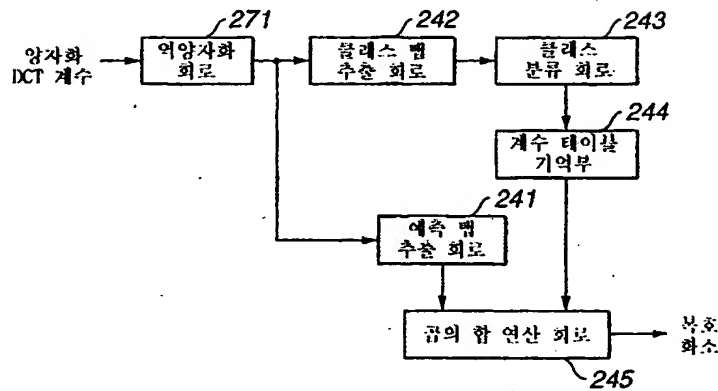 271
242
243
양자화
DCT 계수
역양자화
회로
클래스 탭
추출 회로
클래스
분류 회로
244
계수 테이블
기억부
241
예측 탭
추출 회로
곱의 합 연산 회로
복호
화소
245